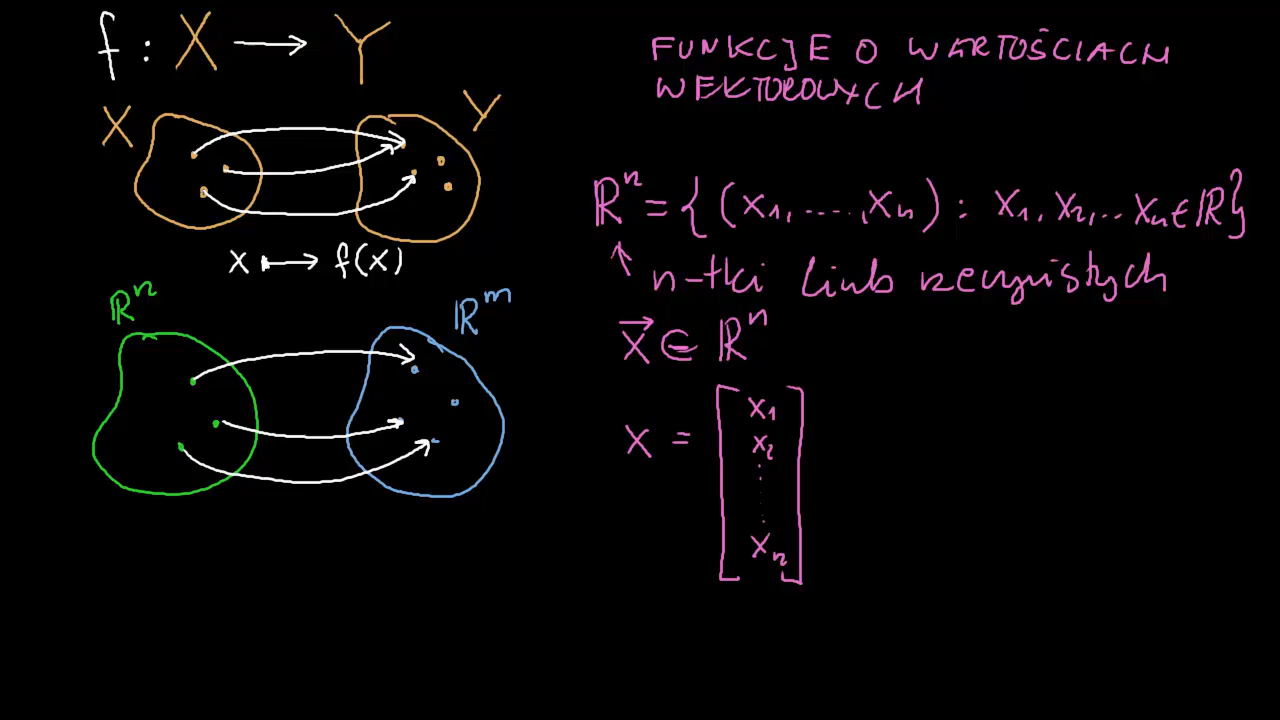 f : X → Y
X
Y
x ↦ f(x)
ℝⁿ
ℝᵐ
FUNKCJE O WARTOŚCIACH
WEKTOROWYCH
ℝⁿ = { (x₁, ....., xₙ) : x₁, x₂, .. xₙ ∈ ℝ}
↑ n-tki liczb rzeczywistych
x⃗ ∈ ℝⁿ
x = [
x₁
x₂
⋮
xₙ
]